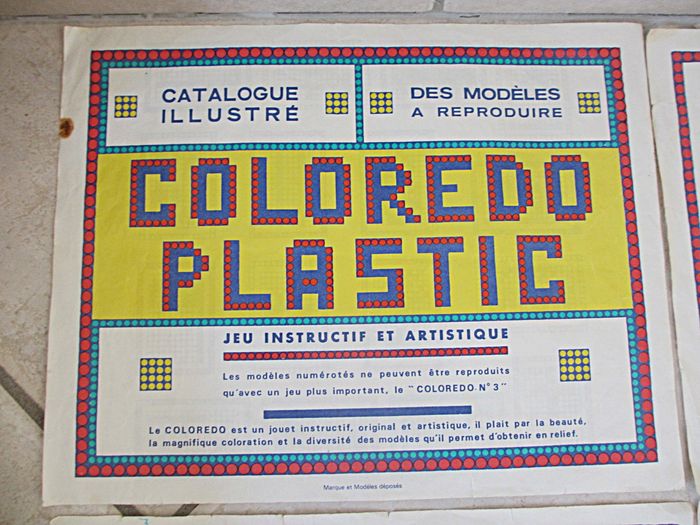 CATALOGUE
ILLUSTRÉ
DES MODÈLES
A REPRODUIRE
COLOREDO
PLASTIC
JEU INSTRUCTIF ET ARTISTIQUE
Les modèles numérotés ne peuvent être reproduits
qu'avec un jeu plus important, le "COLOREDO N° 3"
Le COLOREDO est un jouet instructif, original et artistique, il plait par la beauté,
la magnifique coloration et la diversité des modèles qu'il permet d'obtenir en relief.
Marque et Modèles déposés